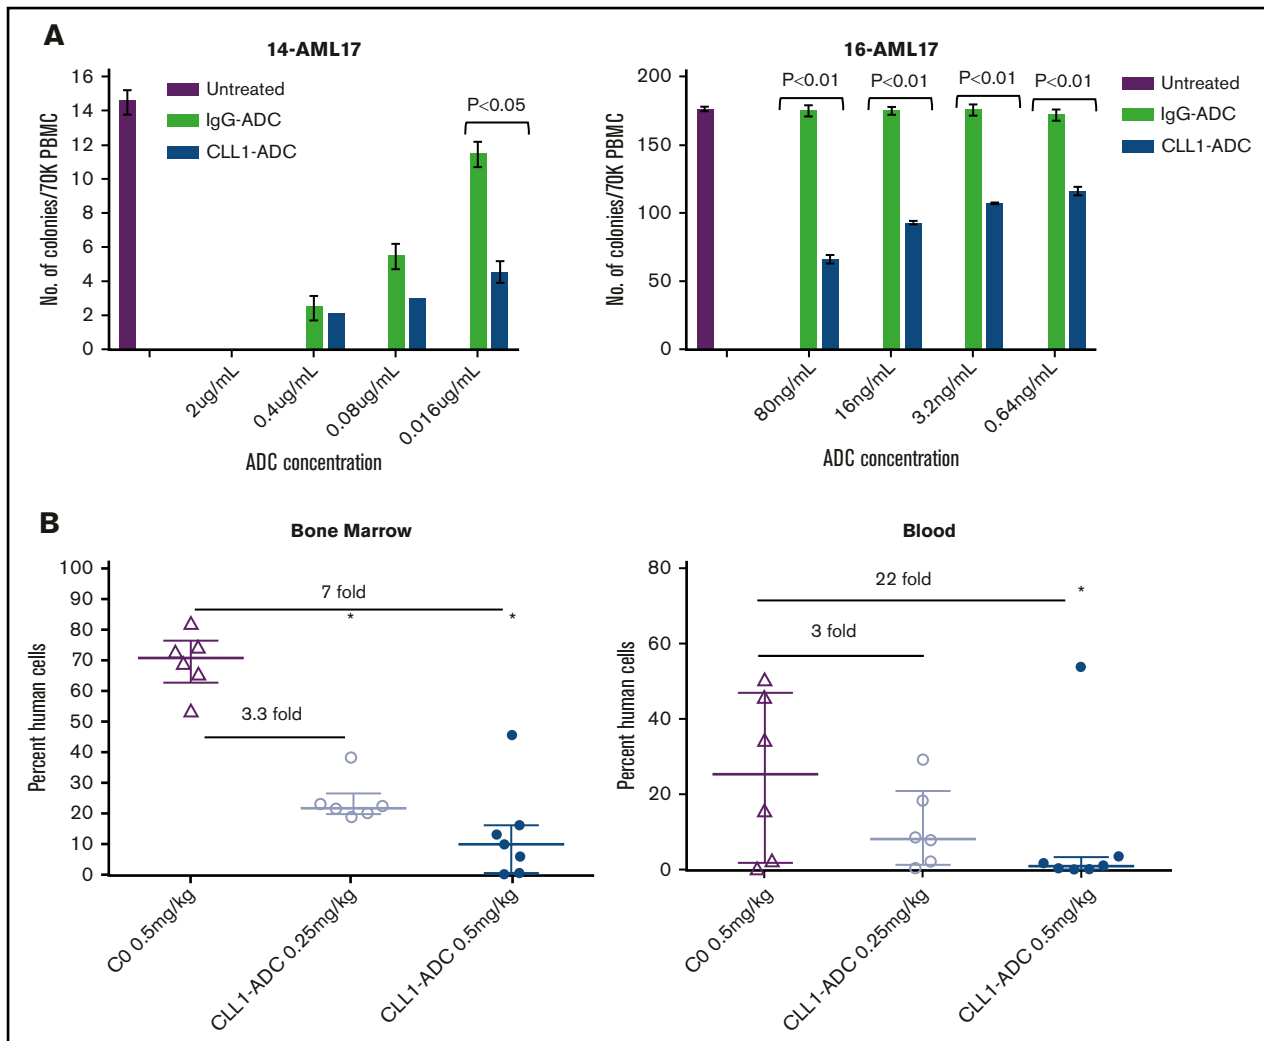 A
14-AML17
No. of colonies/70K PBMC
16
14
12
10
8
6
4
2
0
Untreated
IgG-ADC
CLL1-ADC
P<0.05
2ug/mL
0.4ug/mL
0.08ug/mL
0.016ug/mL
ADC concentration
16-AML17
No. of colonies/70K PBMC
200
150
100
50
0
P<0.01
P<0.01
P<0.01
P<0.01
Untreated
IgG-ADC
CLL1-ADC
80ng/mL
16ng/mL
3.2ng/mL
0.64ng/mL
ADC concentration
B
Bone Marrow
Percent human cells
100
90
80
70
60
50
40
30
20
10
0
7 fold
*
*
3.3 fold
C0 0.5mg/kg
CLL1-ADC 0.25mg/kg
CLL1-ADC 0.5mg/kg
Blood
Percent human cells
80
60
40
20
0
22 fold
*
3 fold
C0 0.5mg/kg
CLL1-ADC 0.25mg/kg
CLL1-ADC 0.5mg/kg